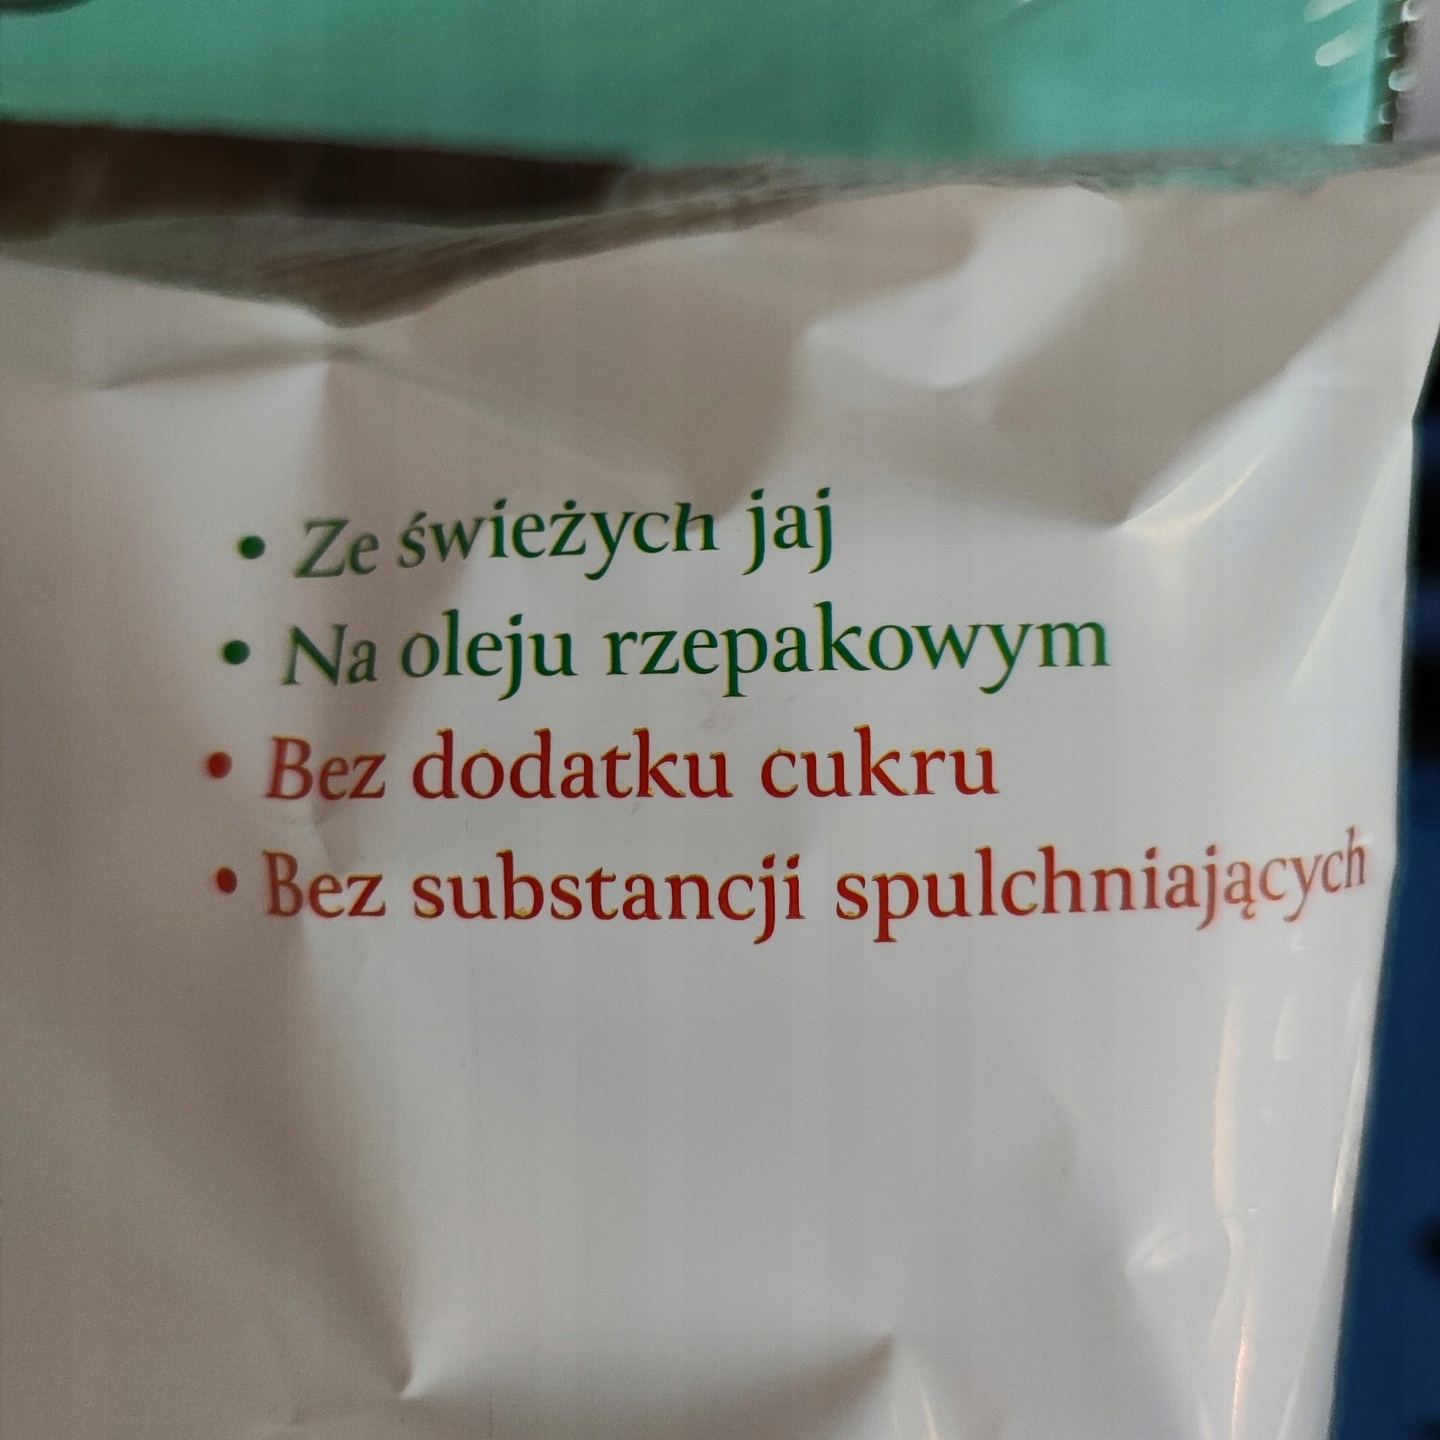 • Ze świeżych jaj
• Na oleju rzepakowym
• Bez dodatku cukru
• Bez substancji spulchniających